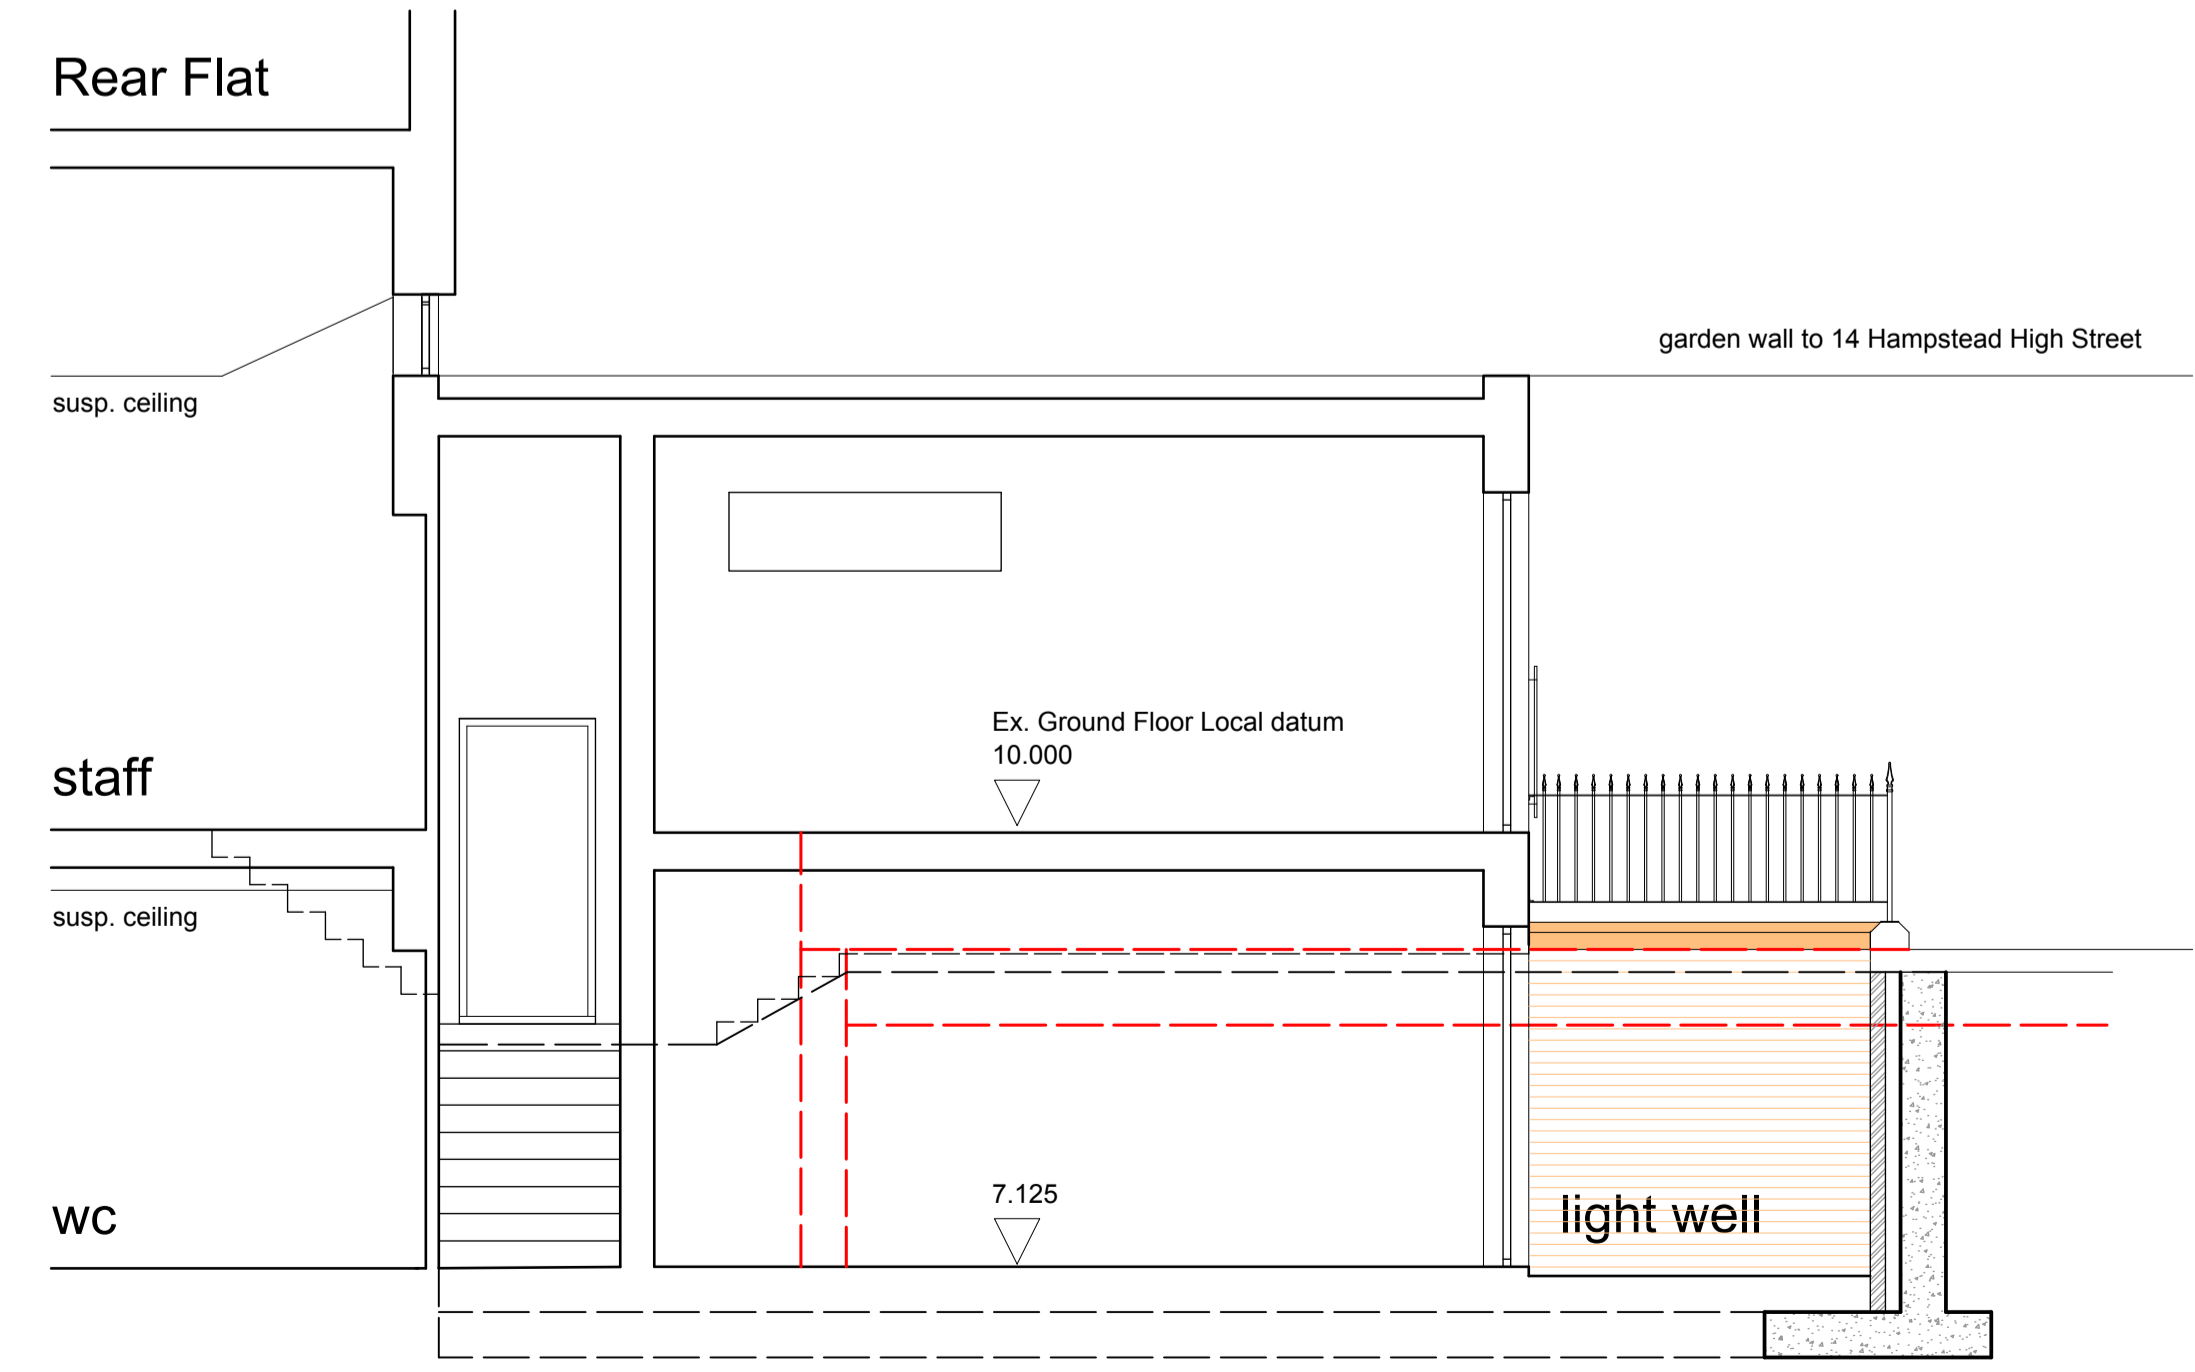 Rear Flat
garden wall to 14 Hampstead High Street
susp. ceiling
Ex. Ground Floor Local datum
10.000
staff
susp. ceiling
7.125
wc
light well